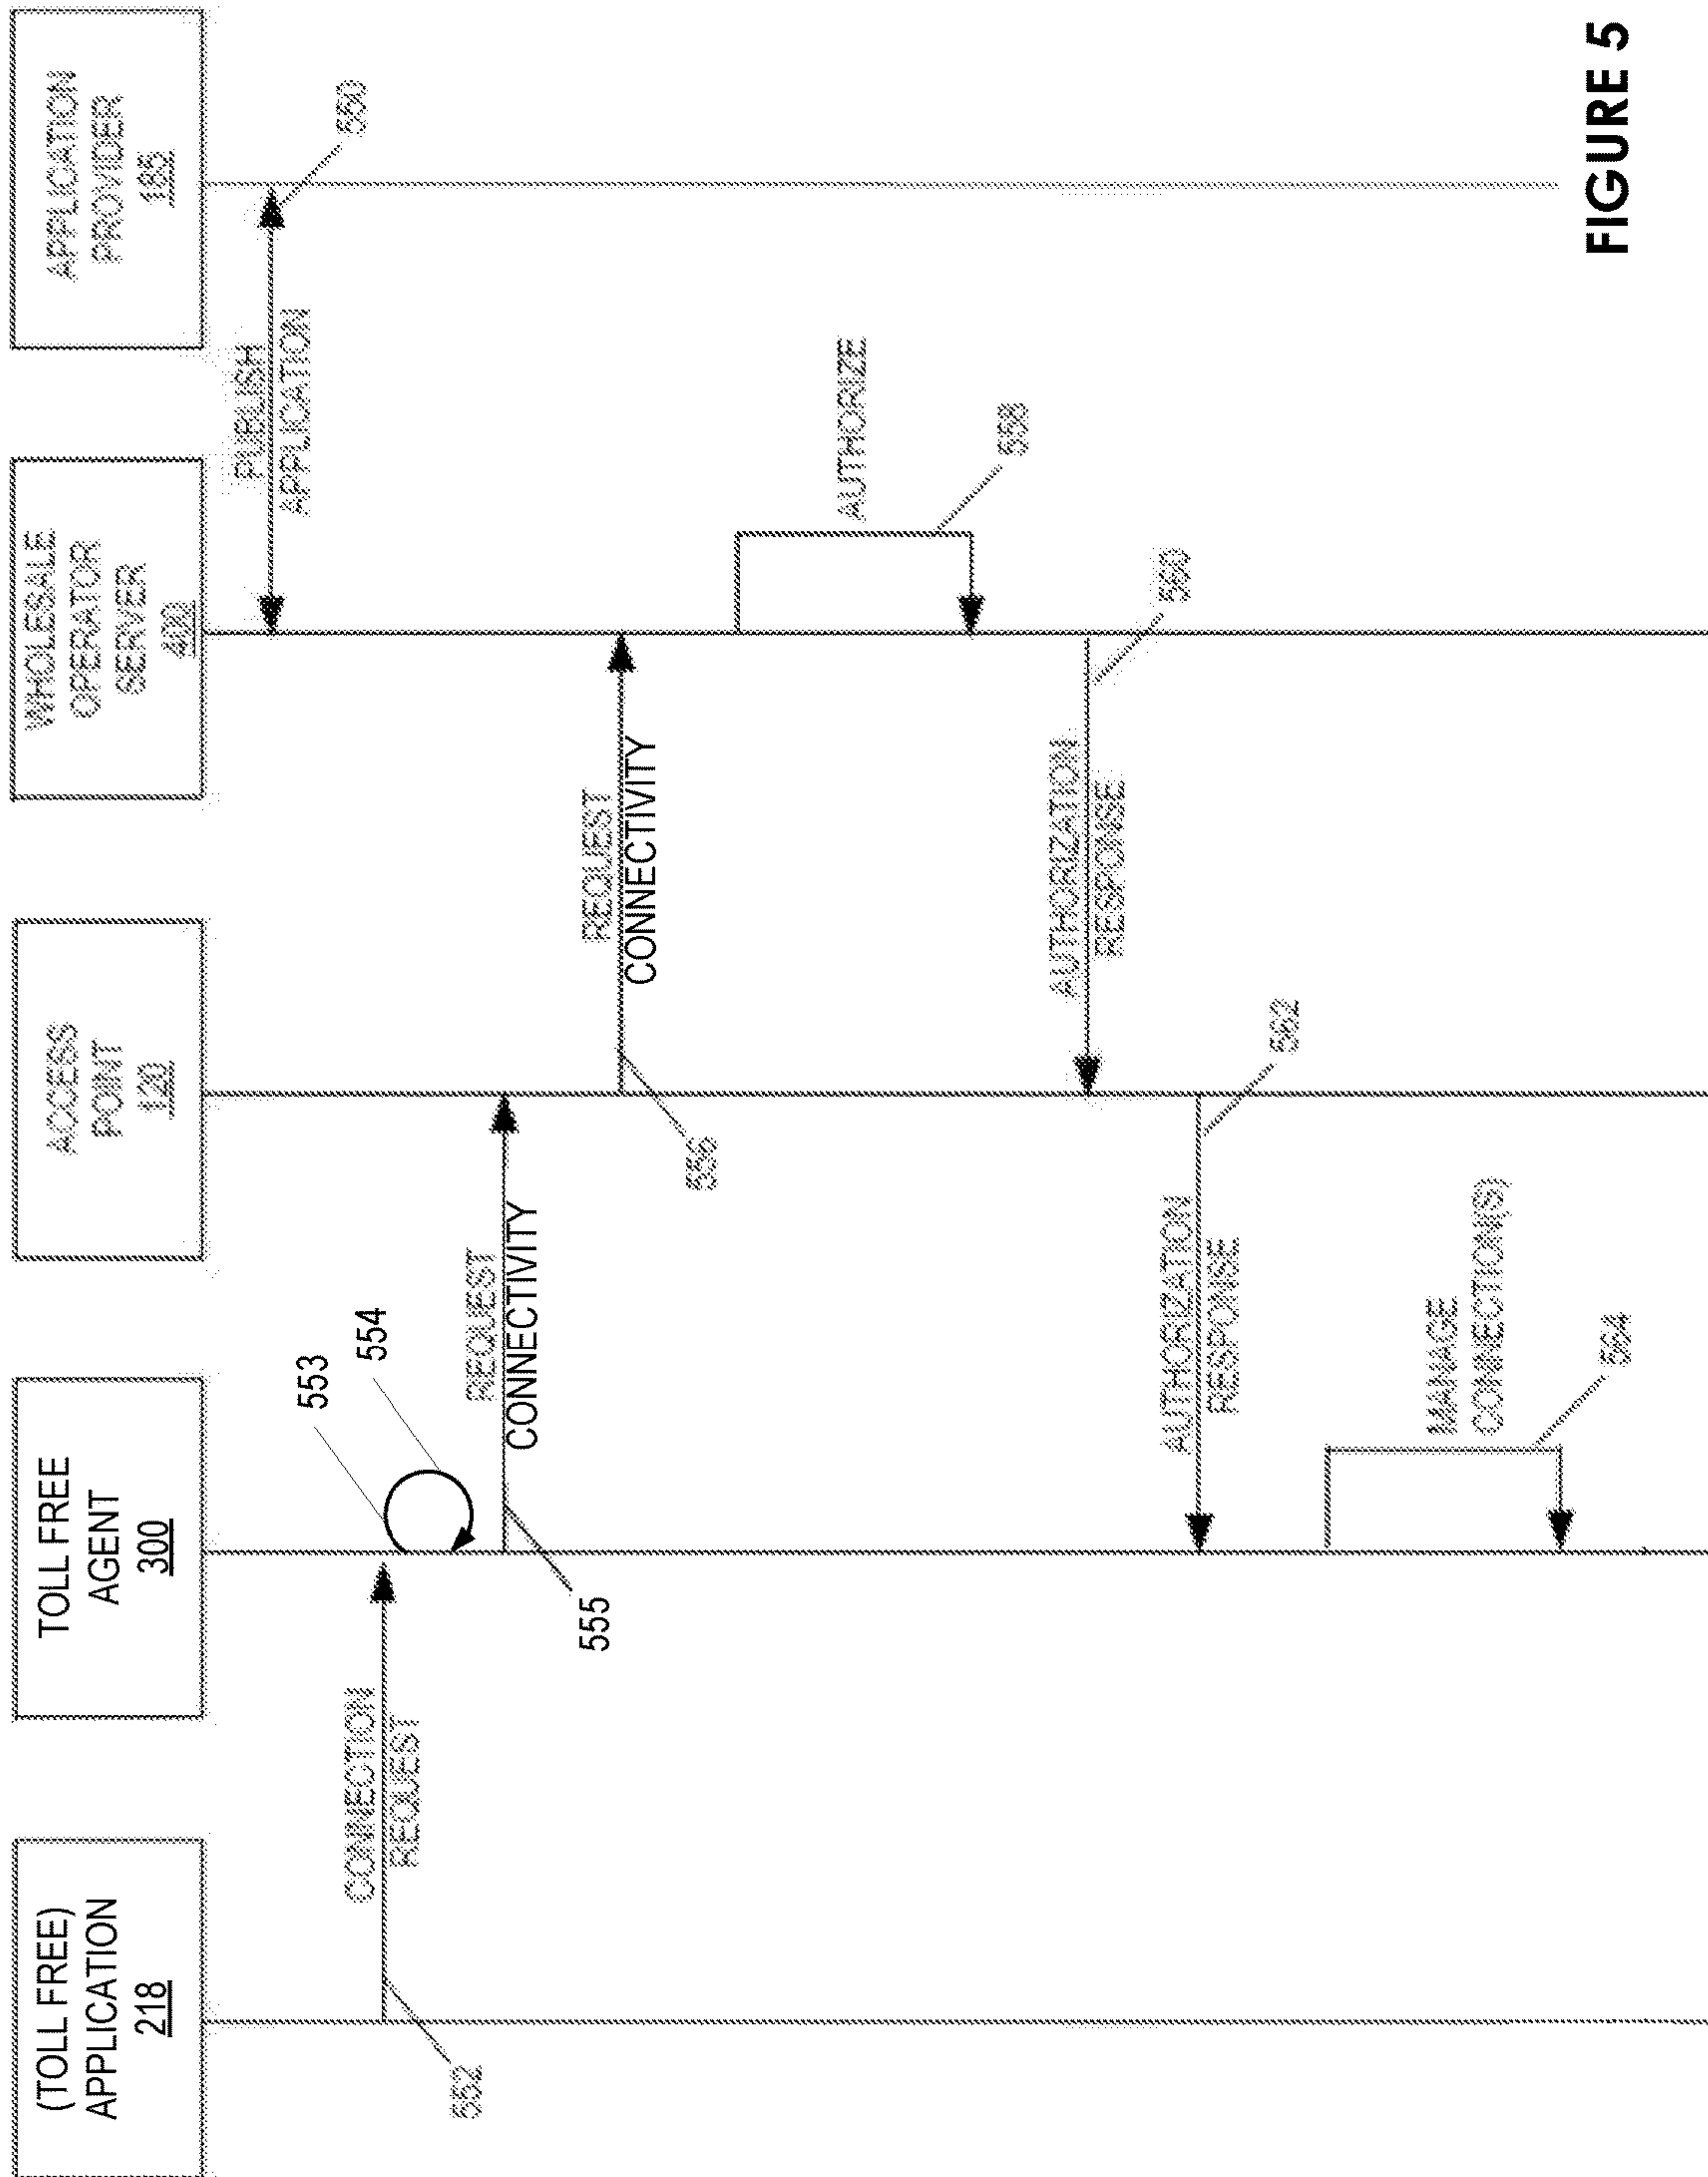 (TOLL FREE)
APPLICATION
218
TOLL FREE
AGENT
300
ACCESS
POINT
120
WHOLESALE
OPERATOR
SERVER
400
APPLICATION
PROVIDER
185
PUBLISH
APPLICATION
550
CONNECTION
REQUEST
552
553
554
REQUEST
CONNECTIVITY
555
REQUEST
CONNECTIVITY
556
AUTHORIZE
558
AUTHORIZATION
RESPONSE
560
AUTHORIZATION
RESPONSE
562
MANAGE
CONNECTION(S)
564
FIGURE 5